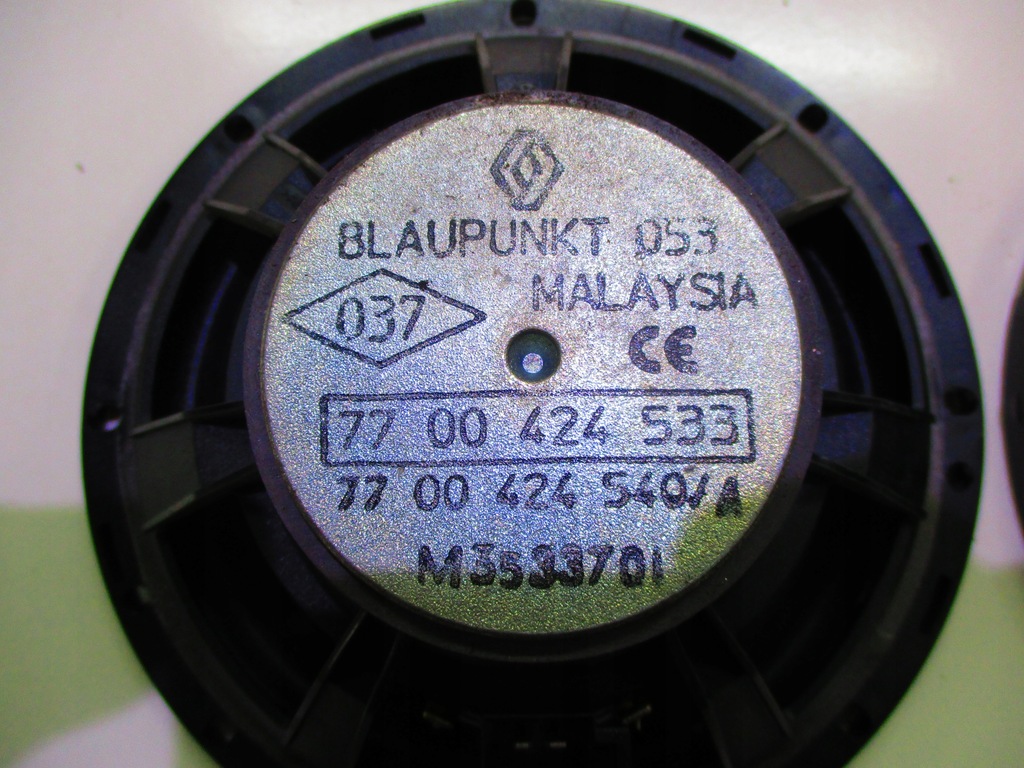 BLAUPUNKT 053
037 MALAYSIA
CE
77 00 424 533
77 00 424 540/A
M3533701